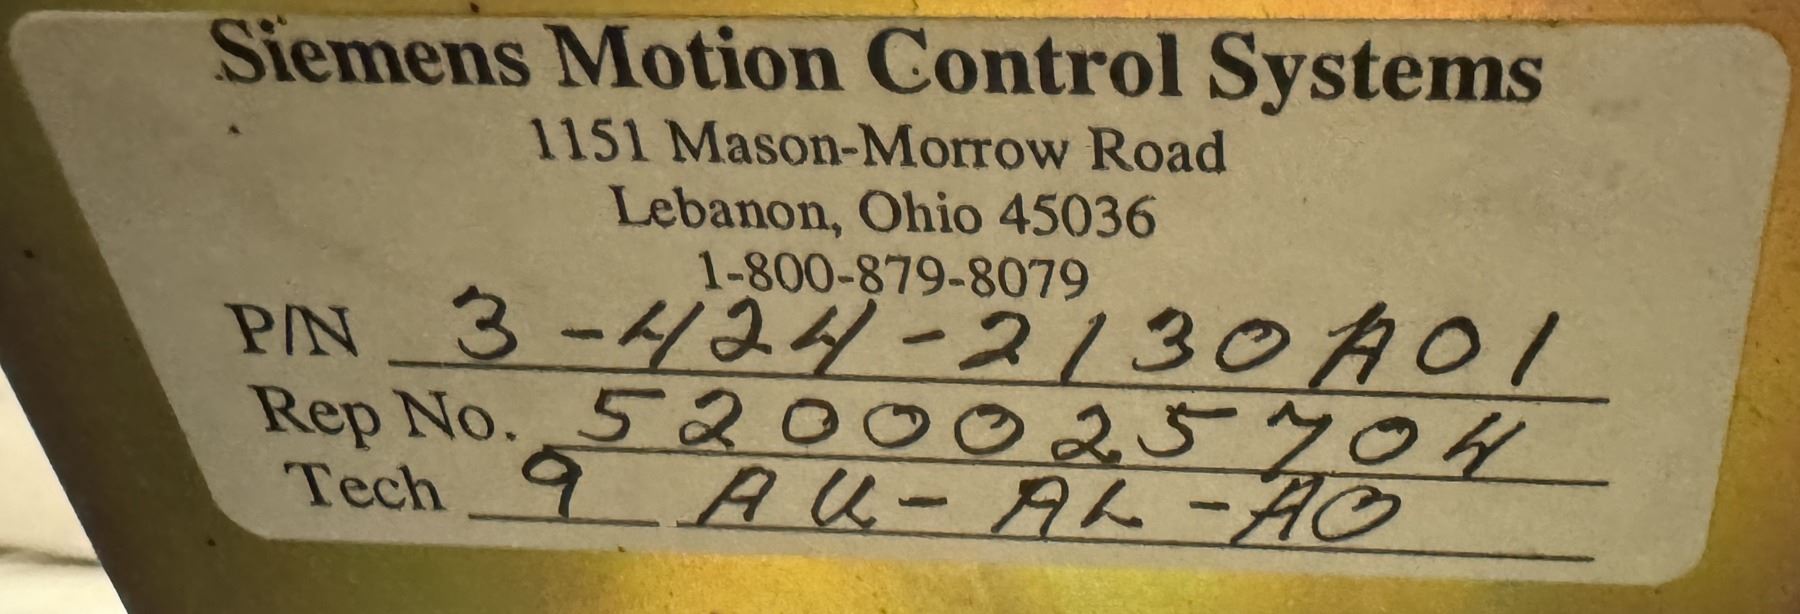 Siemens Motion Control Systems
1151 Mason-Morrow Road
Lebanon, Ohio 45036
1-800-879-8079
P/N 3-424-2130A01
Rep No. 5200025704
Tech 9 AU-AL-AO